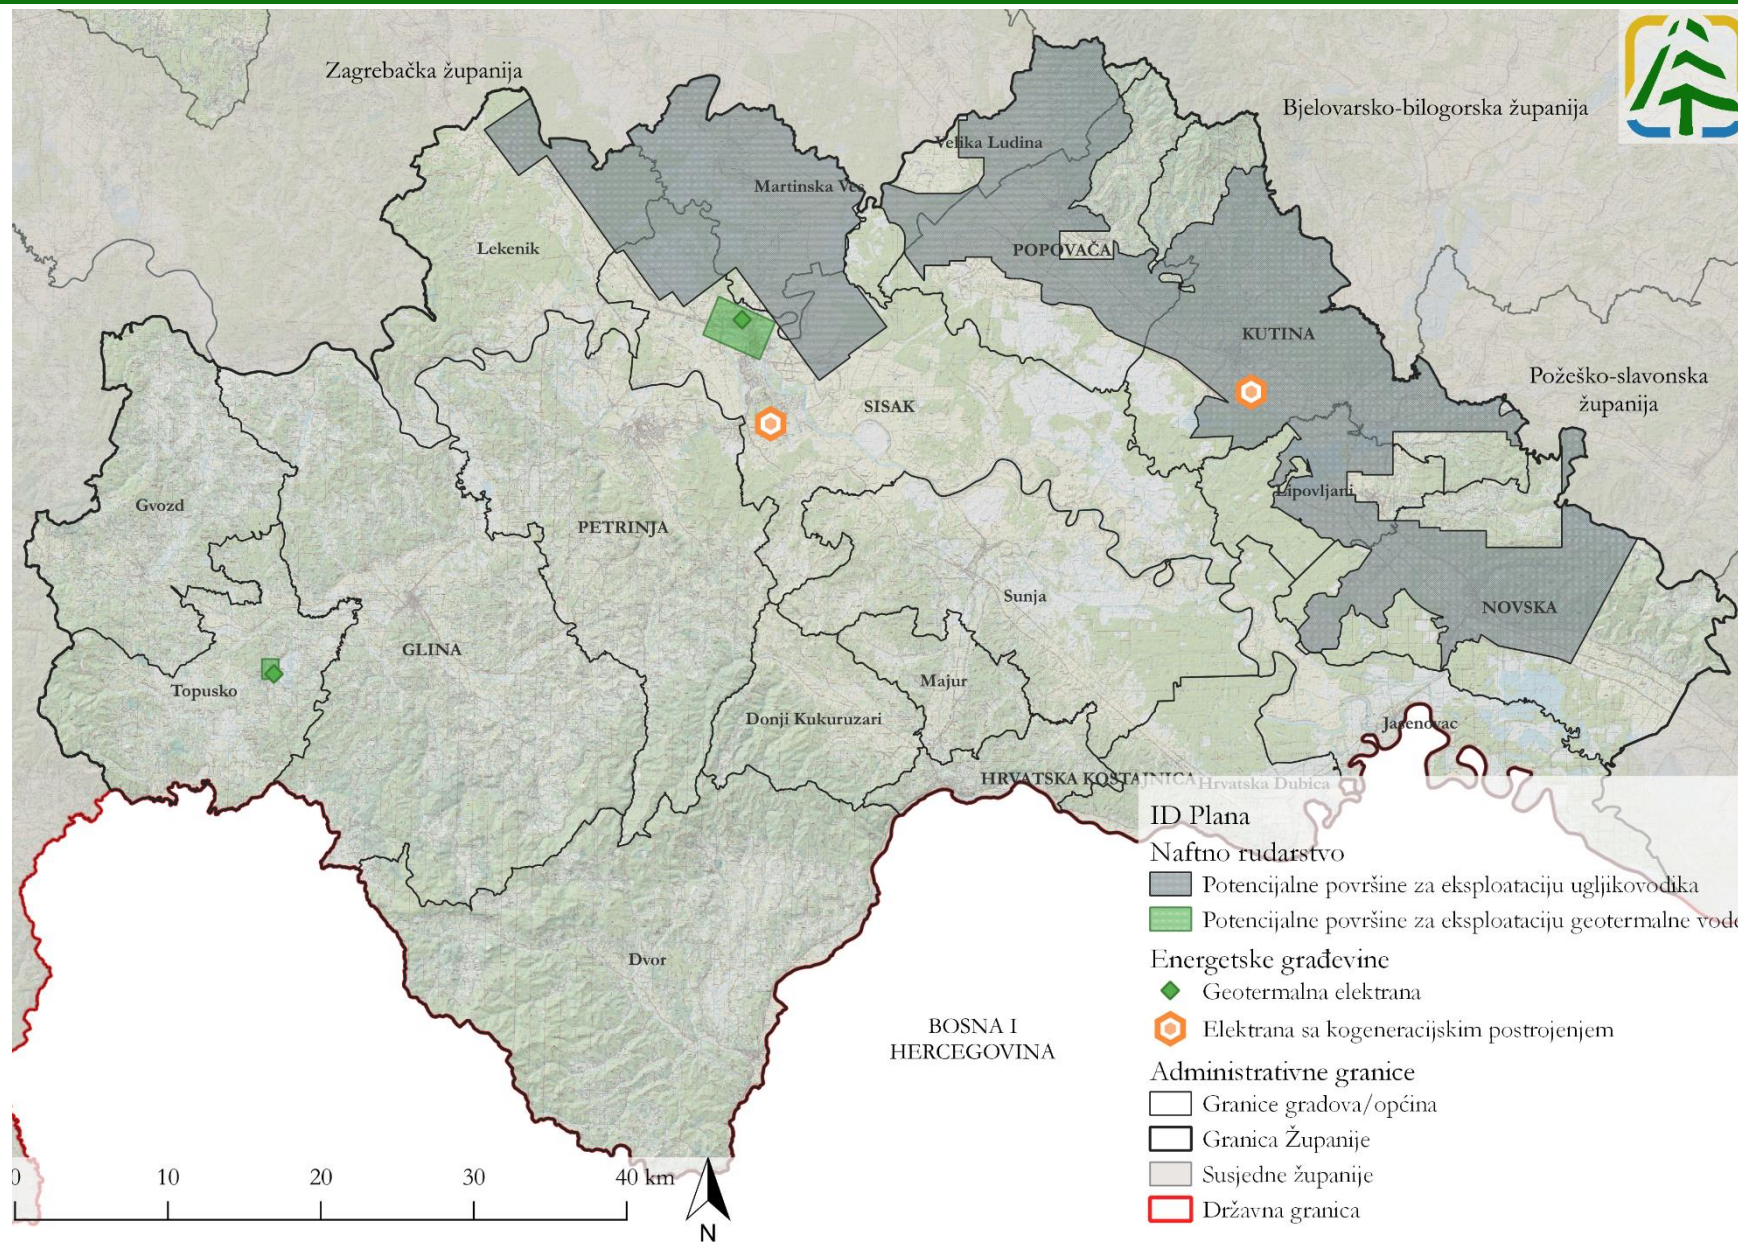 Zagrebačka županija
Bjelovarsko-bilogorska županija
Velika Ludina
Martinska Ves
Lekenik
POPOVAČA
KUTINA
Požeško-slavonska
županija
SISAK
Gvozd
Lipovljani
PETRINJA
Sunja
NOVSKA
GLINA
Topusko
Majur
Donji Kukuruzari
Jasenovac
HRVATSKA KOSTAJNICA
Hrvatska Dubica
Dvor
BOSNA I
HERCEGOVINA
ID Plana
Naftno rudarstvo
Potencijalne površine za eksploataciju ugljikovodika
Potencijalne površine za eksploataciju geotermalne vode
Energetske građevine
Geotermalna elektrana
Elektrana sa kogeneracijskim postrojenjem
Administrativne granice
Granice gradova/općina
Granica Županije
Susjedne županije
Državna granica
0 10 20 30 40 km
N